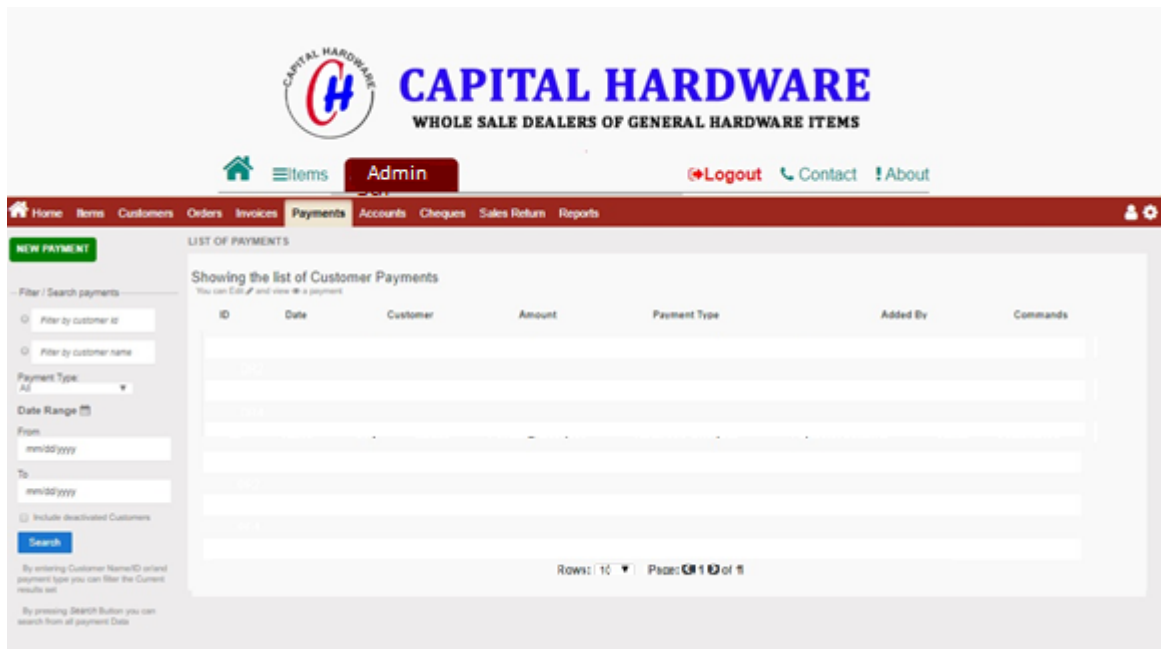 CAPITAL HARDWARE
CH
CAPITAL HARDWARE
WHOLE SALE DEALERS OF GENERAL HARDWARE ITEMS
Items Admin Logout Contact About
Home Items Customers Orders Invoices Payments Accounts Cheques Sales Return Reports
NEW PAYMENT
LIST OF PAYMENTS
Showing the list of Customer Payments
You can Edit and view a payment
Filter / Search payments
ID Date Customer Amount Payment Type Added By Commands
Filter by customer id
Filter by customer name
Payment Type:
All
Date Range
From
mm/dd/yyyy
To
mm/dd/yyyy
Include deactivated Customers
Search
Rows: 10 Page: 1 of 1
By entering Customer Name/ID or/and
payment type you can filter the Current
results set
By pressing Search Button you can
search from all payment Data